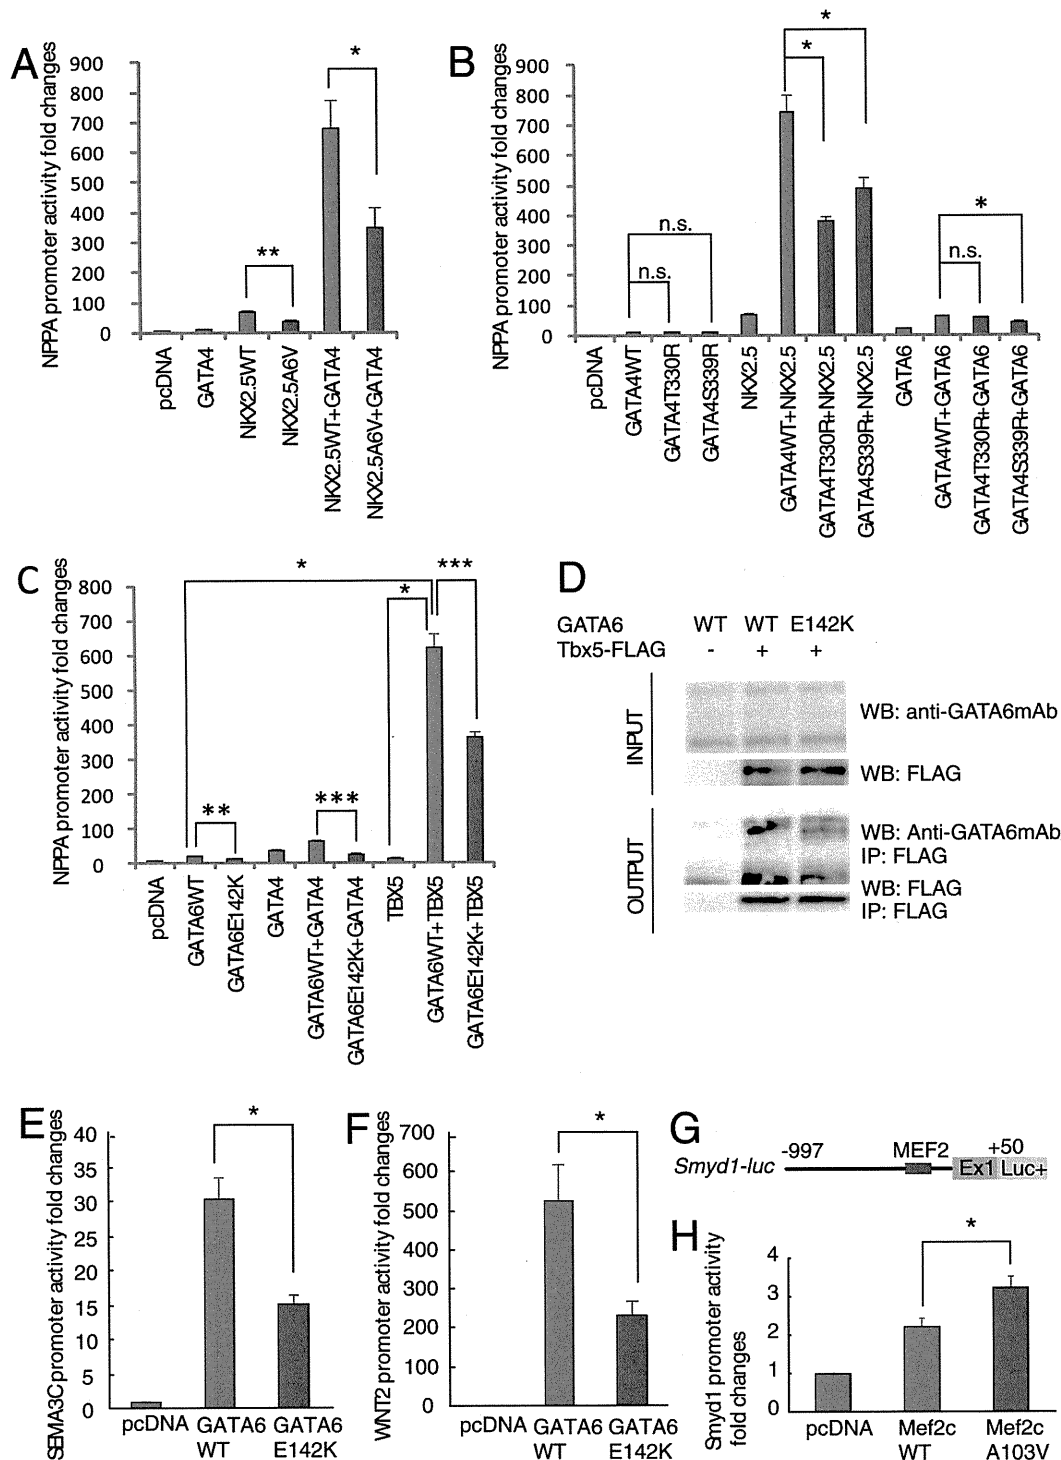 A
NPPA promoter activity fold changes
900
800
700
600
500
400
300
200
100
0
*
**
pcDNA
GATA4
NKX2.5WT
NKX2.5A6V
NKX2.5WT+GATA4
NKX2.5A6V+GATA4
B
NPPA promoter activity fold changes
900
800
700
600
500
400
300
200
100
0
*
*
n.s.
n.s.
*
n.s.
pcDNA
GATA4WT
GATA4T330R
GATA4S339R
NKX2.5
GATA4WT+NKX2.5
GATA4T330R+NKX2.5
GATA4S339R+NKX2.5
GATA6
GATA4WT+GATA6
GATA4T330R+GATA6
GATA4S339R+GATA6
C
NPPA promoter activity fold changes
800
700
600
500
400
300
200
100
0
*
***
*
**
***
pcDNA
GATA6WT
GATA6E142K
GATA4
GATA6WT+GATA4
GATA6E142K+GATA4
TBX5
GATA6WT+TBX5
GATA6E142K+TBX5
D
GATA6 WT WT E142K
Tbx5-FLAG - + +
INPUT
WB: anti-GATA6mAb
WB: FLAG
OUTPUT
WB: Anti-GATA6mAb
IP: FLAG
WB: FLAG
IP: FLAG
E
SEMA3C promoter activity fold changes
40
35
30
25
20
15
10
5
0
*
pcDNA GATA6 GATA6
WT E142K
F
WNT2 promoter activity fold changes
700
600
500
400
300
200
100
0
*
pcDNA GATA6 GATA6
WT E142K
G
-997 MEF2 +50
Smyd1-luc Ex1 Luc+
H
Smyd1 promoter activity
fold changes
4
3
2
1
0
*
pcDNA Mef2c Mef2c
WT A103V